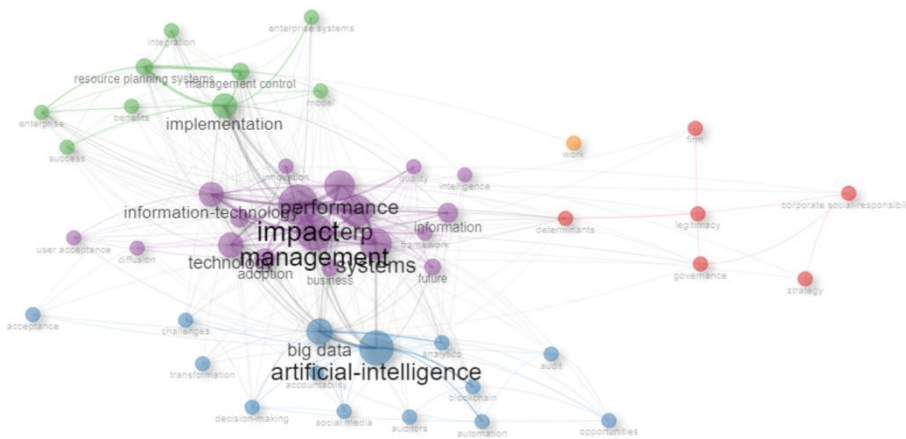 enterprise systems
integration
resource planning systems
management control
model
enterprise
benefits
implementation
success
firm
work
innovation
quality
intelligence
corporate social-responsibil
information-technology
performance
information
determinants
legitimacy
impact
erp
user acceptance
diffusion
framework
technology
management
systems
adoption
business
future
governance
strategy
acceptance
challenges
big data
analytics
audit
transformation
artificial-intelligence
accountability
blockchain
decision-making
social media
auditors
automation
opportunities